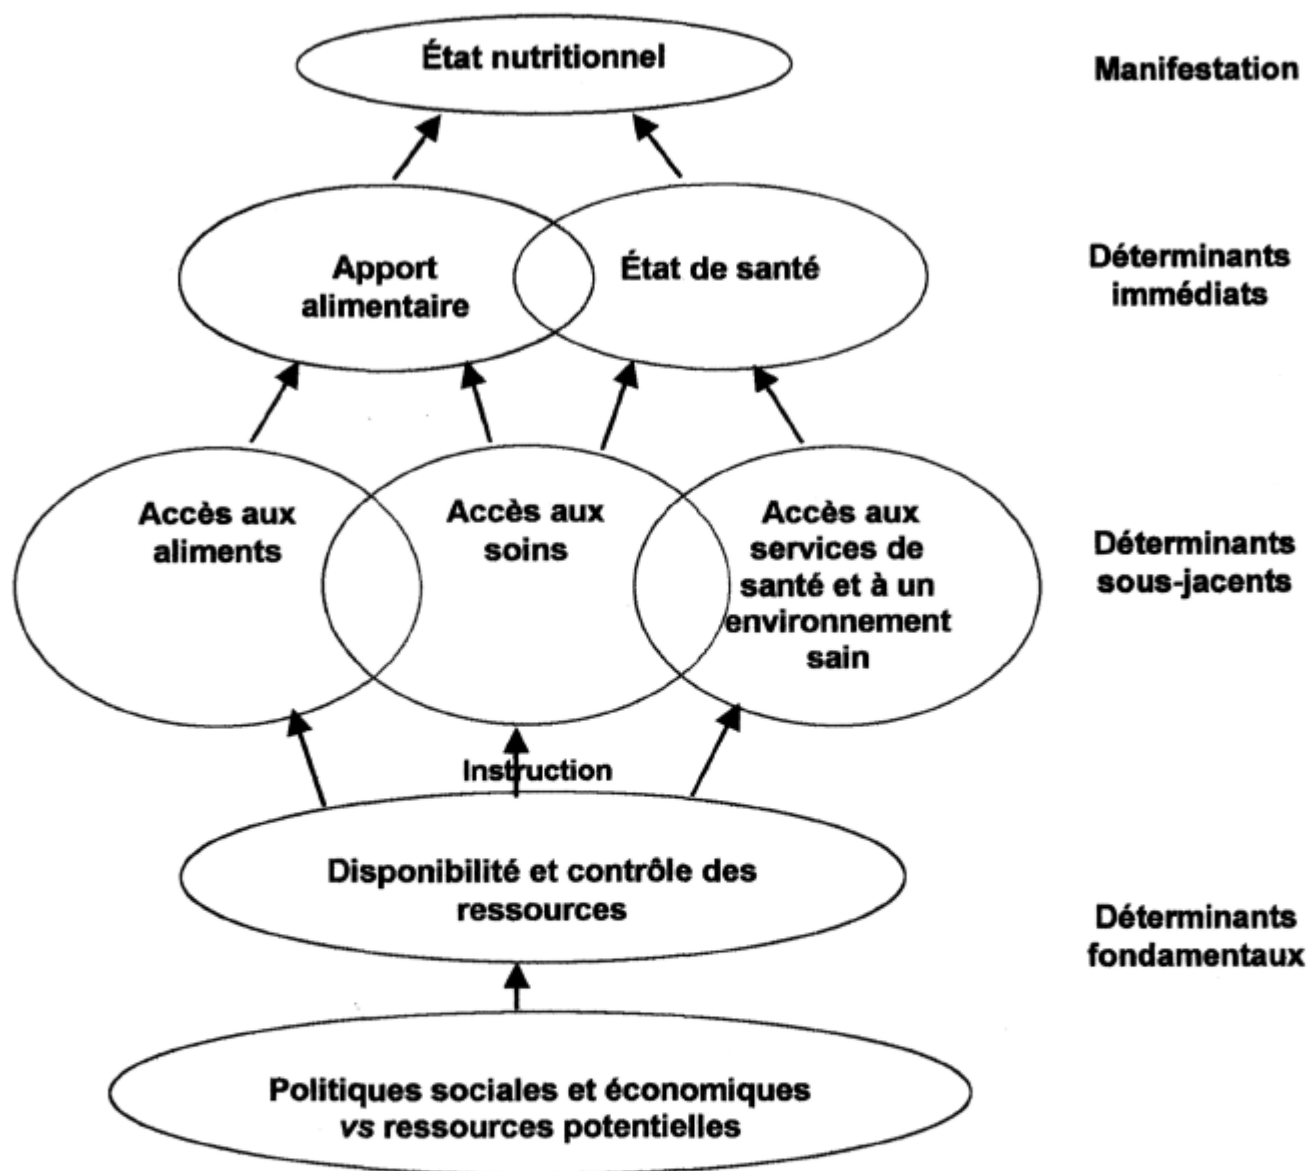 État nutritionnel
Manifestation
Apport
alimentaire
État de santé
Déterminants
immédiats
Accès aux
aliments
Accès aux
soins
Accès aux
services de
santé et à un
environnement
sain
Déterminants
sous-jacents
Instruction
Disponibilité et contrôle des
ressources
Déterminants
fondamentaux
Politiques sociales et économiques
vs ressources potentielles